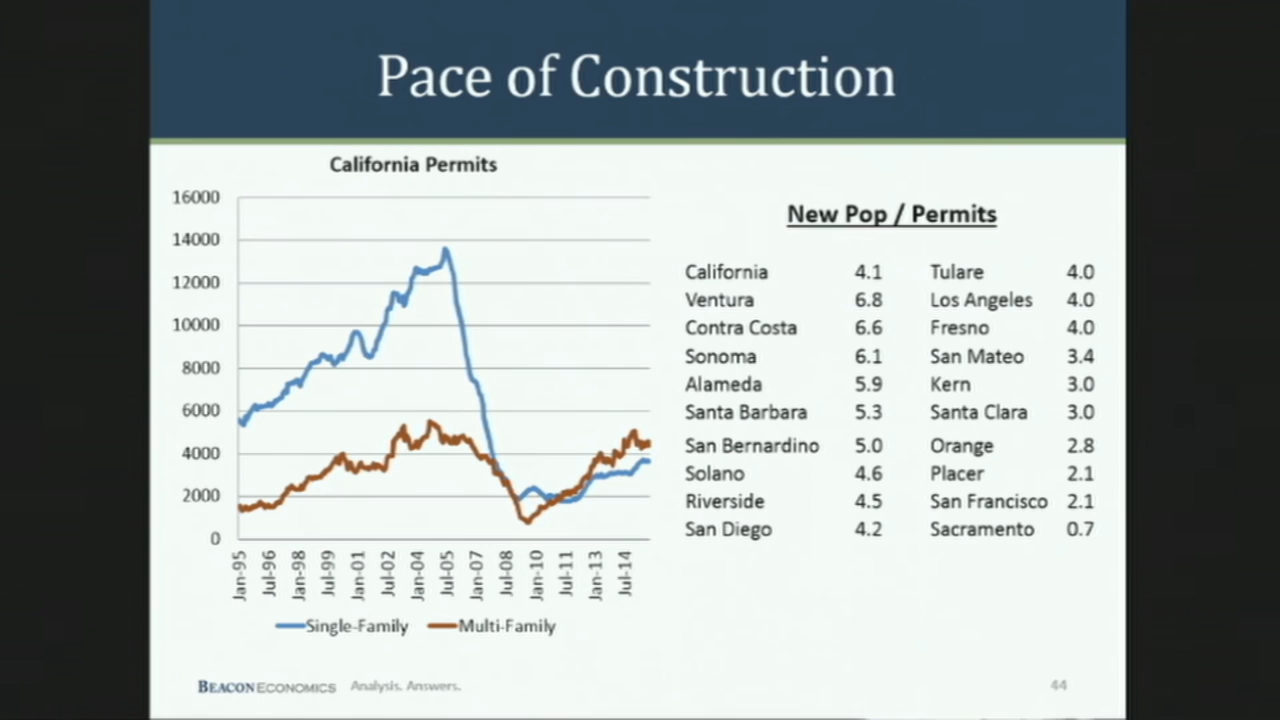 Pace of Construction
California Permits
16000
14000
12000
10000
8000
6000
4000
2000
0
Jan-95
Jul-96
Jan-98
Jul-99
Jan-01
Jul-02
Jan-04
Jul-05
Jan-07
Jul-08
Jan-10
Jul-11
Jan-13
Jul-14
Single-Family Multi-Family
New Pop / Permits
California 4.1 Tulare 4.0
Ventura 6.8 Los Angeles 4.0
Contra Costa 6.6 Fresno 4.0
Sonoma 6.1 San Mateo 3.4
Alameda 5.9 Kern 3.0
Santa Barbara 5.3 Santa Clara 3.0
San Bernardino 5.0 Orange 2.8
Solano 4.6 Placer 2.1
Riverside 4.5 San Francisco 2.1
San Diego 4.2 Sacramento 0.7
BEACONECONOMICS Analysis. Answers. 44